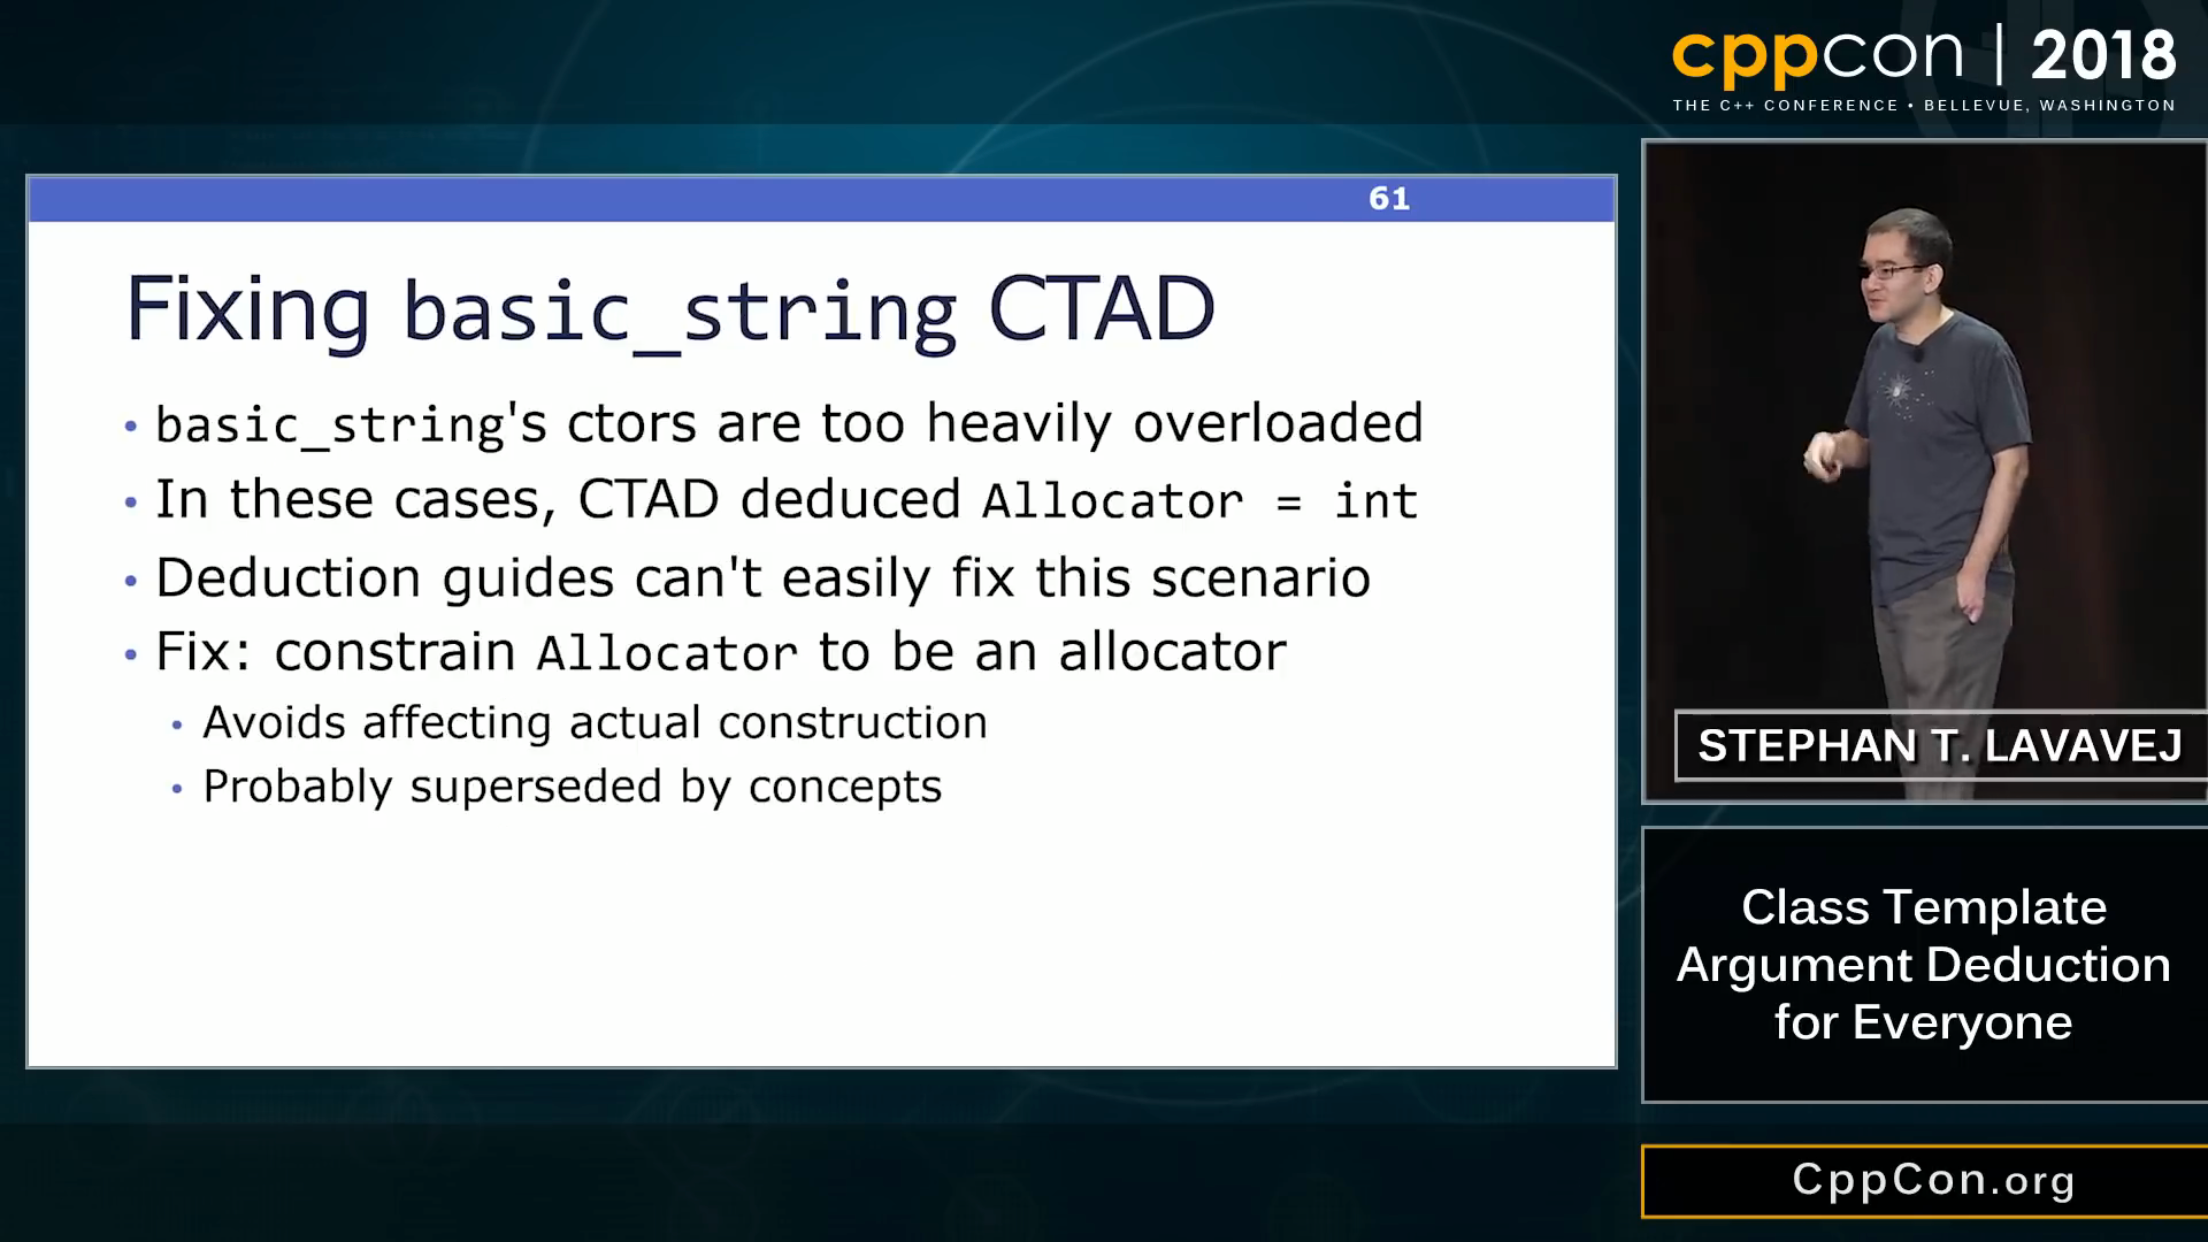 cppcon | 2018
THE C++ CONFERENCE • BELLEVUE, WASHINGTON
61
Fixing basic_string CTAD
• basic_string's ctors are too heavily overloaded
• In these cases, CTAD deduced Allocator = int
• Deduction guides can't easily fix this scenario
• Fix: constrain Allocator to be an allocator
• Avoids affecting actual construction
• Probably superseded by concepts
STEPHAN T. LAVAVEJ
Class Template
Argument Deduction
for Everyone
CppCon.org